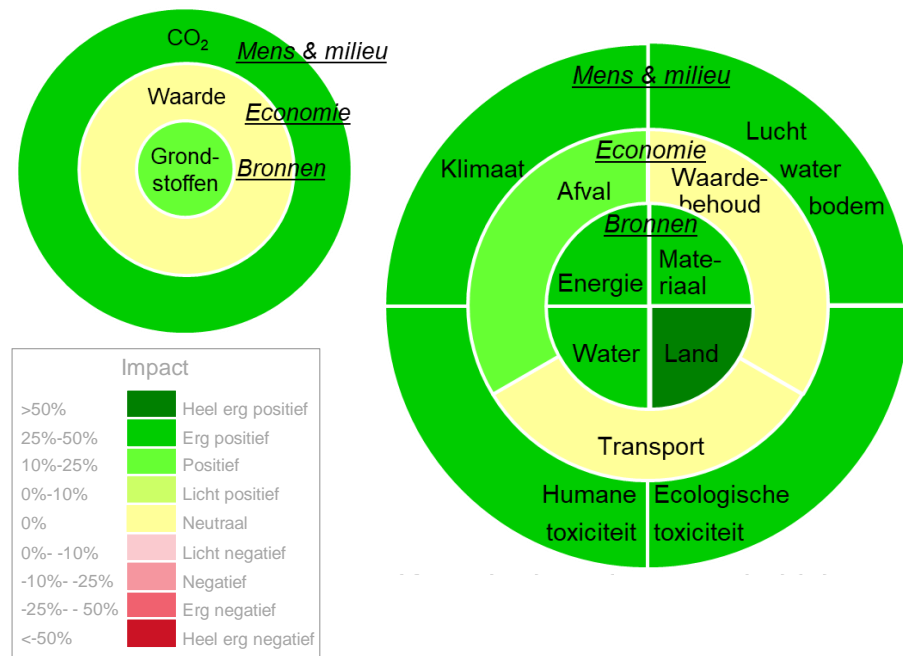 CO₂
Mens & milieu
Waarde
Economie
Grond-
stoffen
Bronnen
Mens & milieu
Klimaat
Lucht
water
bodem
Economie
Afval
Waarde-
behoud
Bronnen
Energie
Mate-
riaal
Water
Land
Transport
Humane
toxiciteit
Ecologische
toxiciteit
Impact
>50% Heel erg positief
25%-50% Erg positief
10%-25% Positief
0%-10% Licht positief
0% Neutraal
0%- -10% Licht negatief
-10%- -25% Negatief
-25%- - 50% Erg negatief
<-50% Heel erg negatief